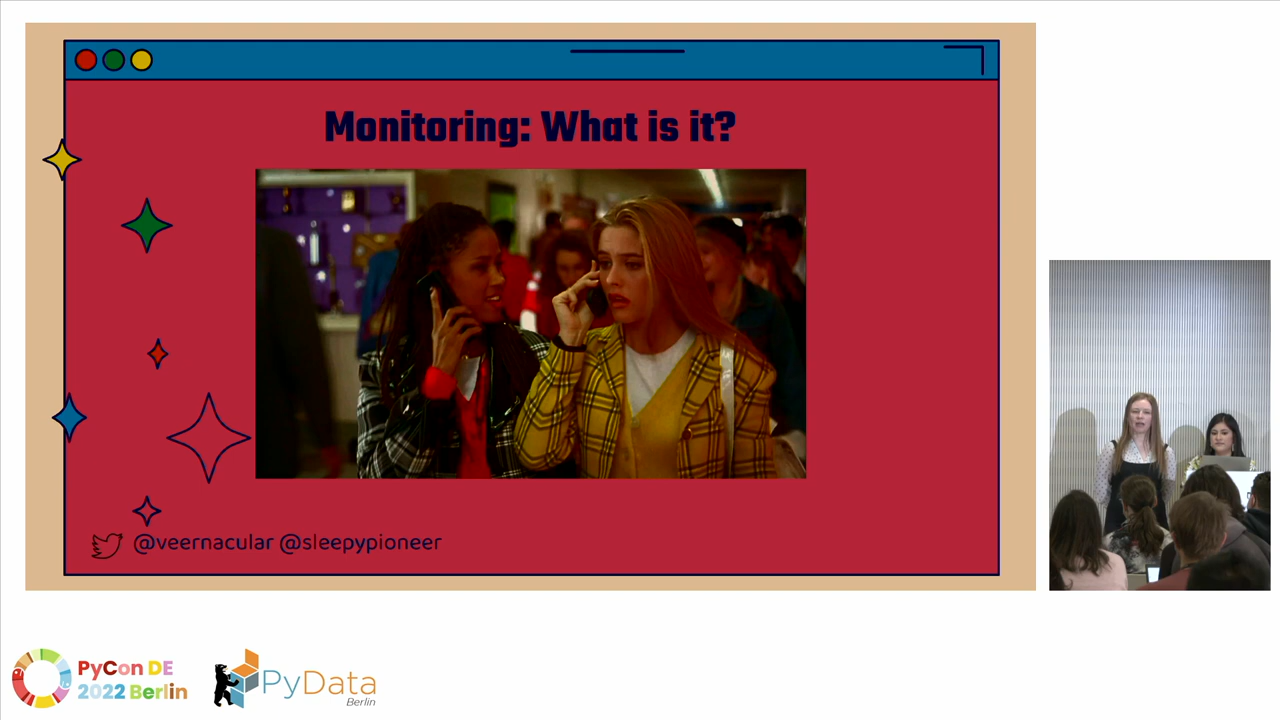 Monitoring: What is it?
@veernacular @sleepypioneer
PyCon DE
2022 Berlin
PyData
Berlin